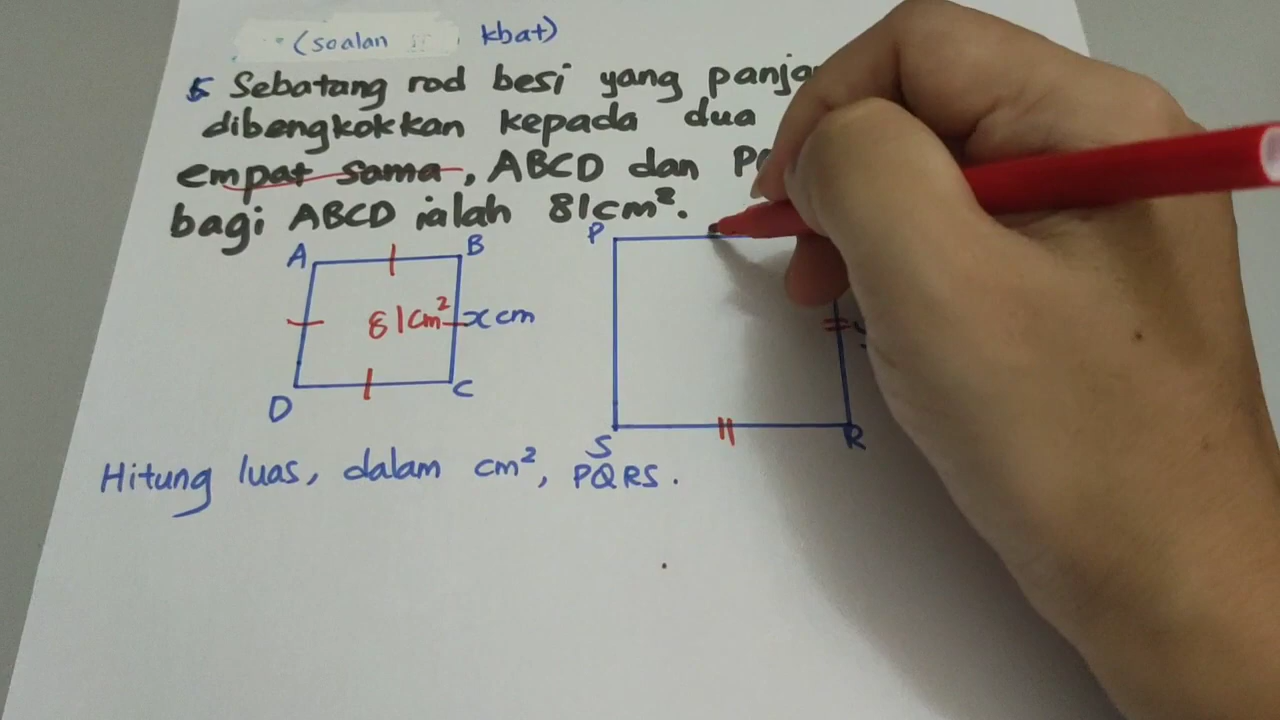 (soalan kbat)
5 Sebatang rod besi yang
dibengkokkan kepada dua
empat sama, ABCD dan
bagi ABCD ialah 81cm².
A B P
81cm² x cm
D C S R
Hitung luas, dalam cm², PQRS.